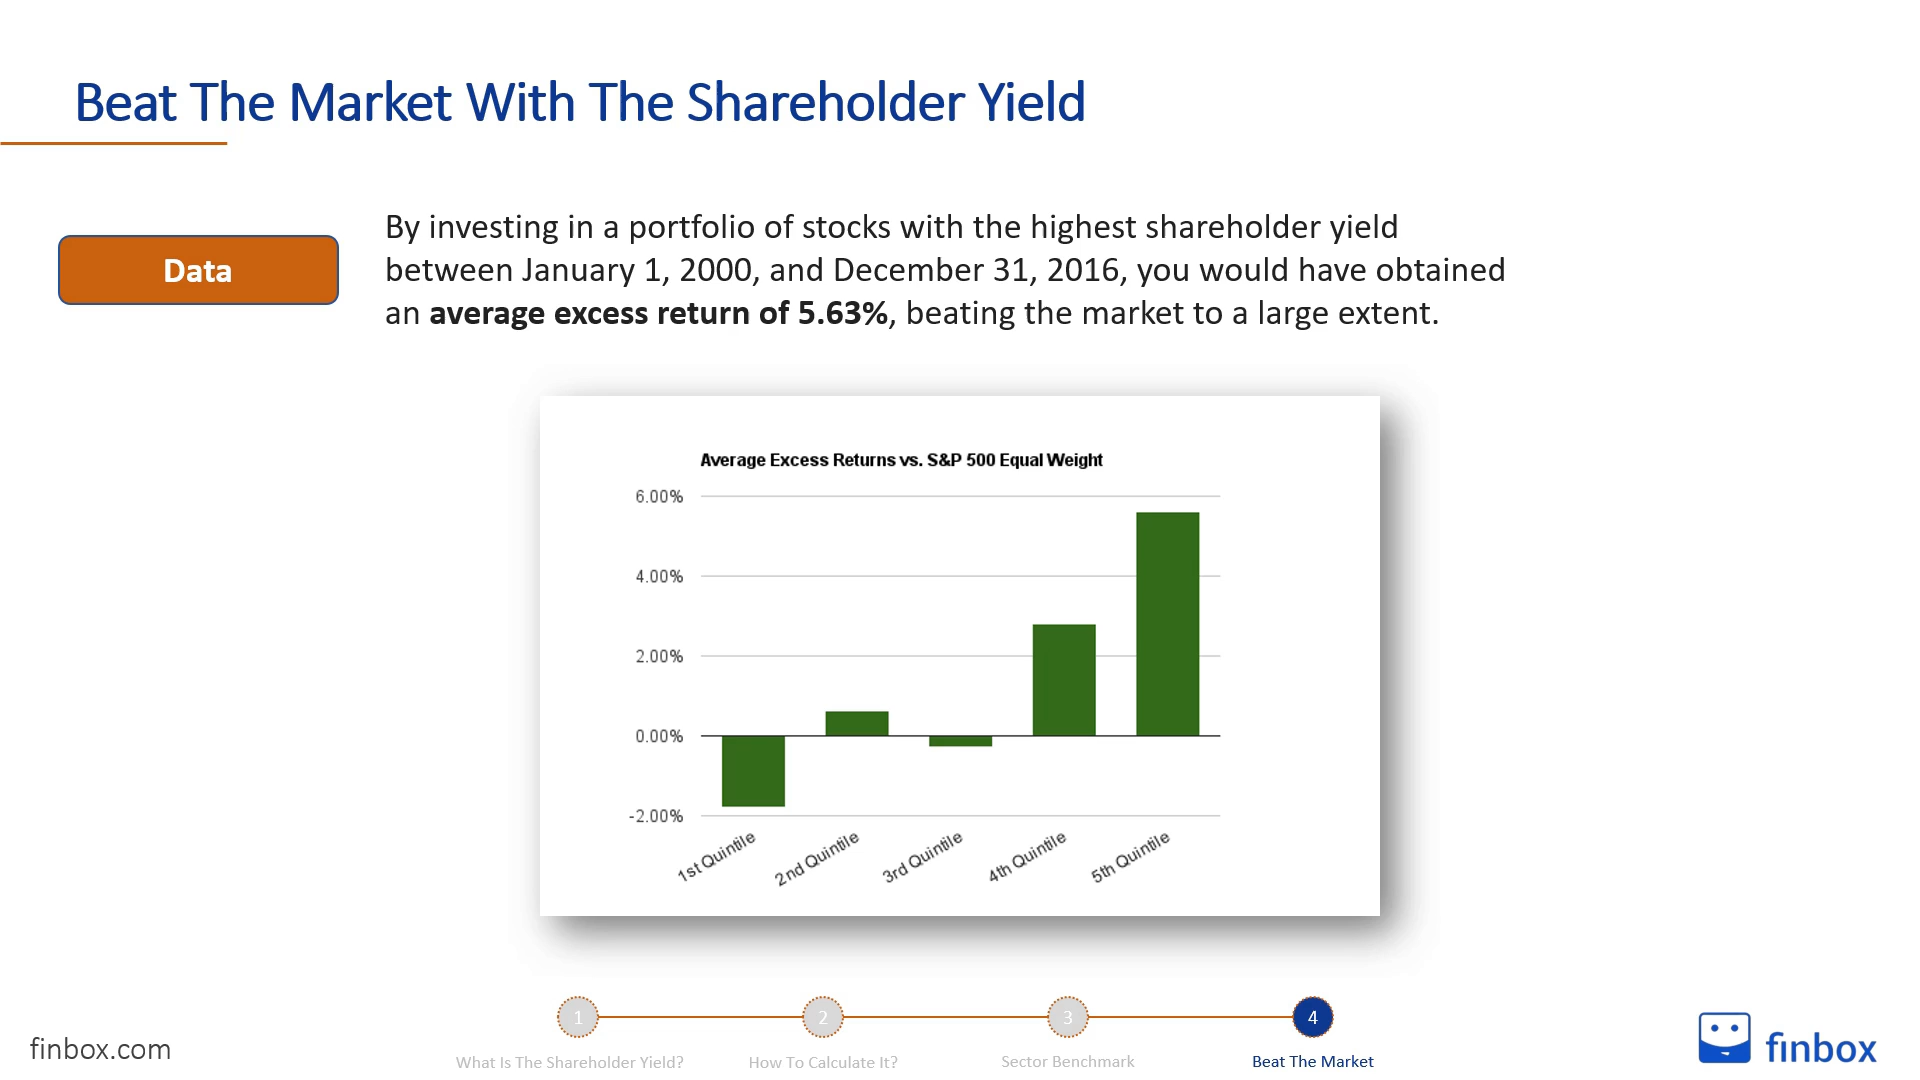 Beat The Market With The Shareholder Yield
Data
By investing in a portfolio of stocks with the highest shareholder yield
between January 1, 2000, and December 31, 2016, you would have obtained
an average excess return of 5.63%, beating the market to a large extent.
Average Excess Returns vs. S&P 500 Equal Weight
6.00%
4.00%
2.00%
0.00%
-2.00%
1st Quintile
2nd Quintile
3rd Quintile
4th Quintile
5th Quintile
1
2
3
4
What Is The Shareholder Yield?
How To Calculate It?
Sector Benchmark
Beat The Market
finbox.com
finbox